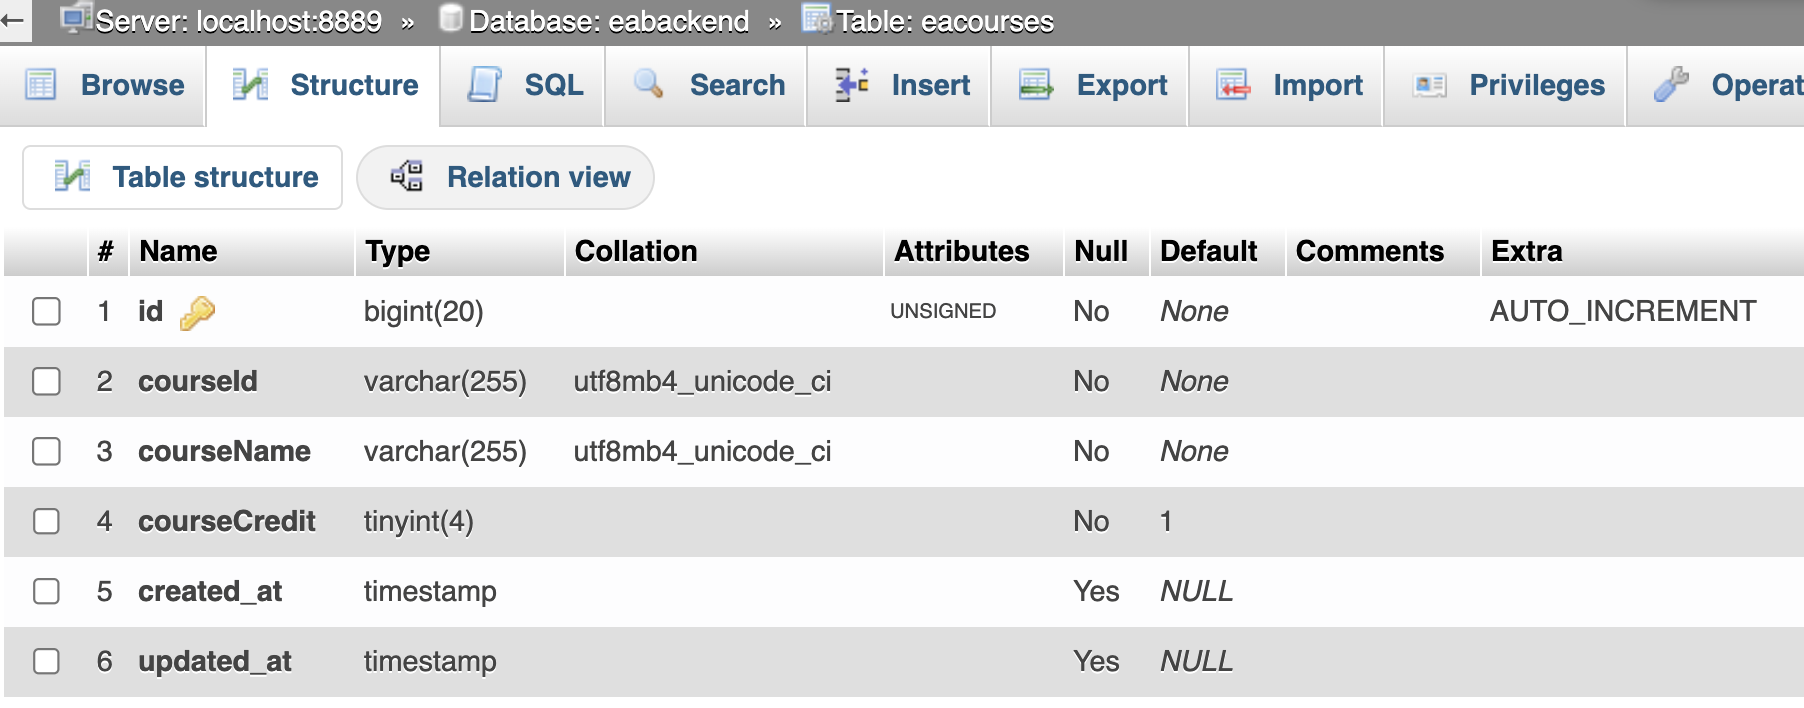 ← Server: localhost:8889 » Database: eabackend » Table: eacourses
Browse Structure SQL Search Insert Export Import Privileges Operat
Table structure Relation view
# Name Type Collation Attributes Null Default Comments Extra
1 id bigint(20) UNSIGNED No None AUTO_INCREMENT
2 courseId varchar(255) utf8mb4_unicode_ci No None
3 courseName varchar(255) utf8mb4_unicode_ci No None
4 courseCredit tinyint(4) No 1
5 created_at timestamp Yes NULL
6 updated_at timestamp Yes NULL